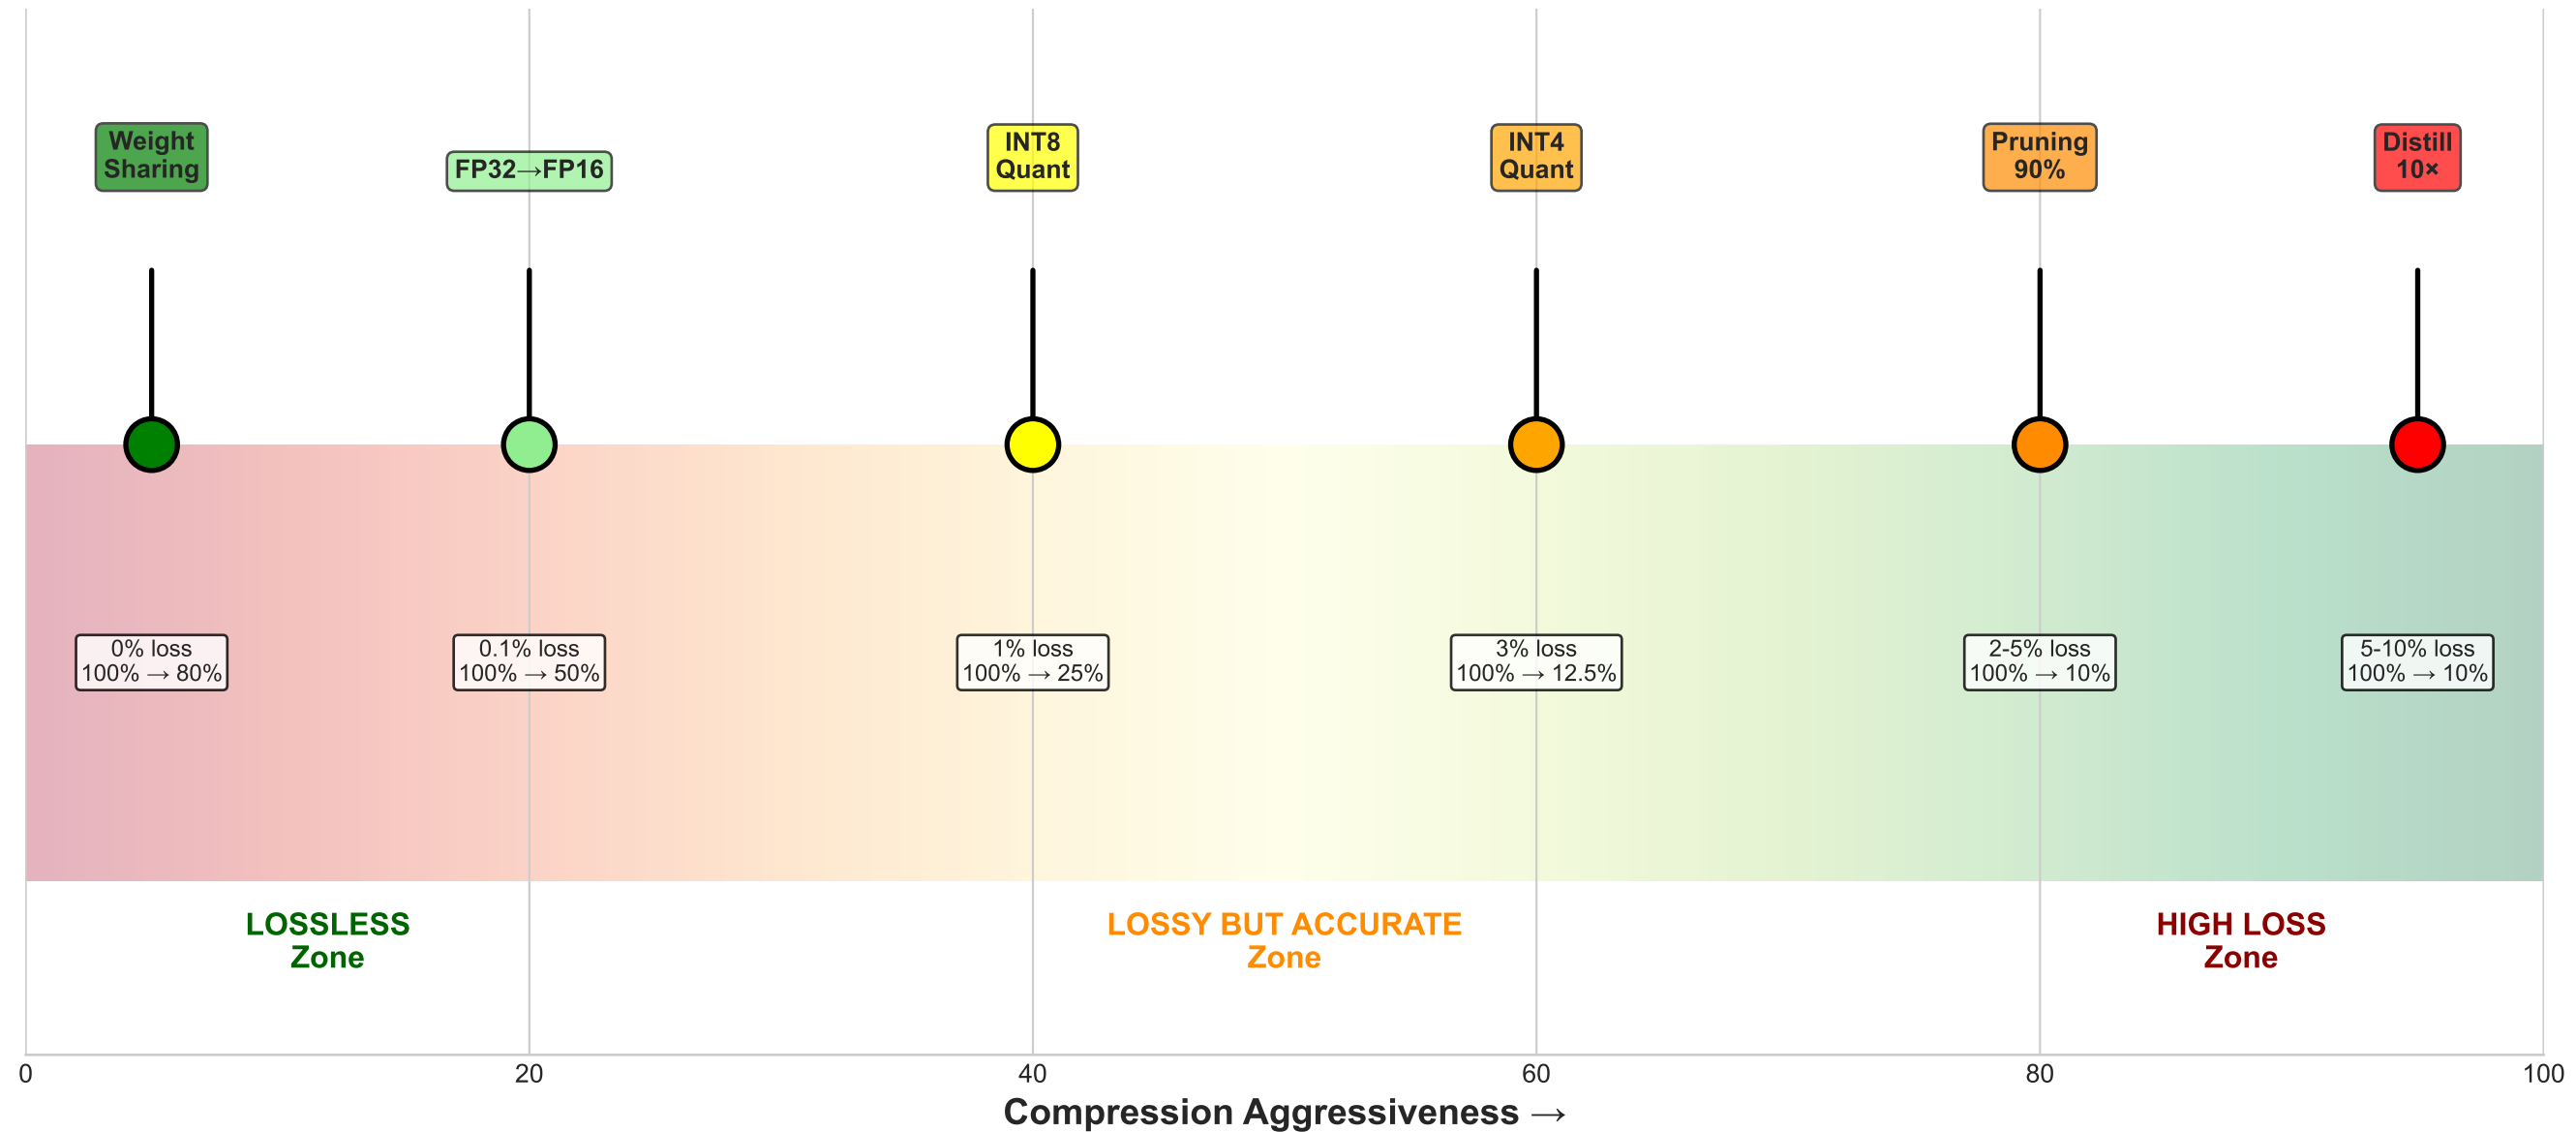 Weight
Sharing
FP32→FP16
INT8
Quant
INT4
Quant
Pruning
90%
Distill
10×
0% loss
100% → 80%
0.1% loss
100% → 50%
1% loss
100% → 25%
3% loss
100% → 12.5%
2-5% loss
100% → 10%
5-10% loss
100% → 10%
LOSSLESS
Zone
LOSSY BUT ACCURATE
Zone
HIGH LOSS
Zone
0
20
40
60
80
100
Compression Aggressiveness →